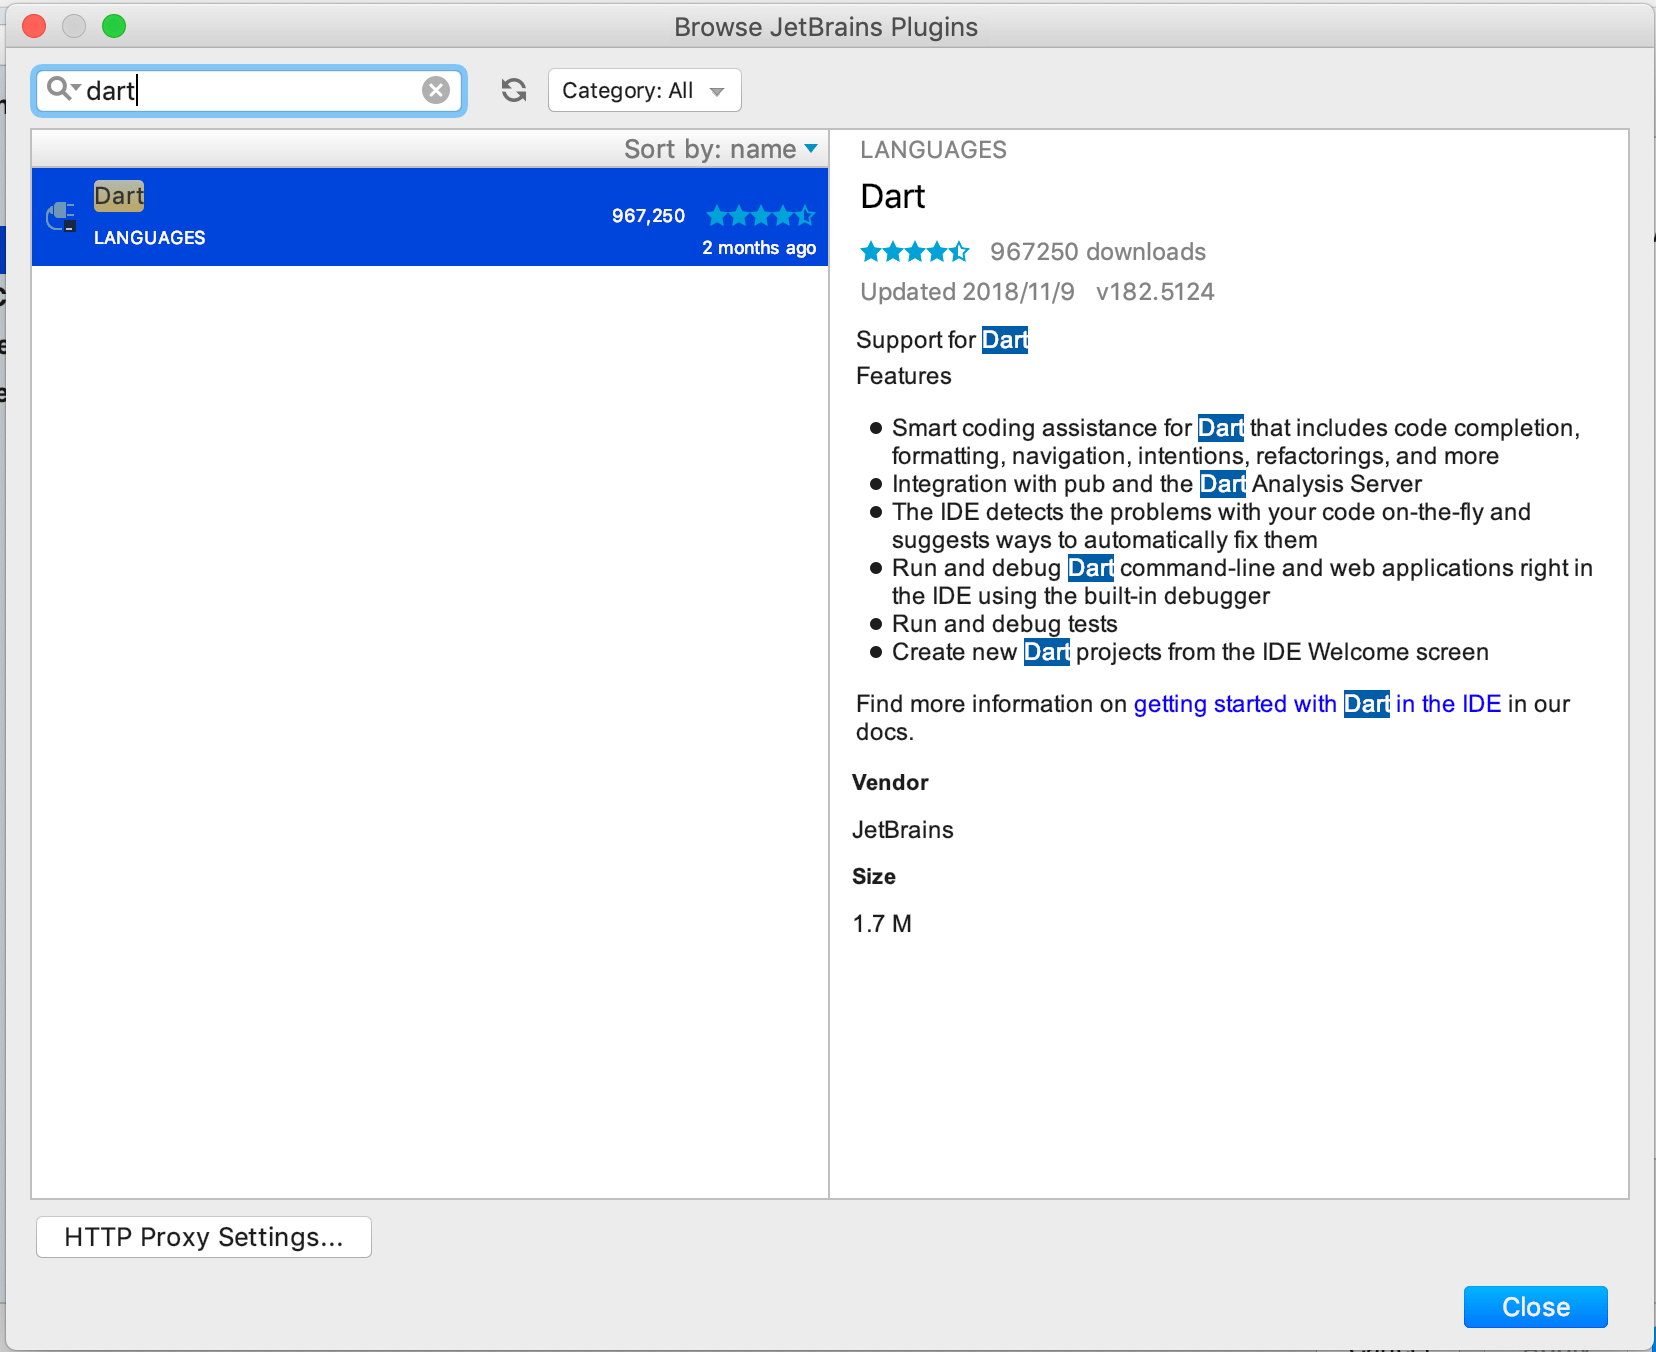 Browse JetBrains Plugins
dart
Category: All
Sort by: name
Dart
967,250
LANGUAGES
2 months ago
LANGUAGES
Dart
967250 downloads
Updated 2018/11/9 v182.5124
Support for Dart
Features
Smart coding assistance for Dart that includes code completion,
formatting, navigation, intentions, refactorings, and more
Integration with pub and the Dart Analysis Server
The IDE detects the problems with your code on-the-fly and
suggests ways to automatically fix them
Run and debug Dart command-line and web applications right in
the IDE using the built-in debugger
Run and debug tests
Create new Dart projects from the IDE Welcome screen
Find more information on getting started with Dart in the IDE in our
docs.
Vendor
JetBrains
Size
1.7 M
HTTP Proxy Settings...
Close